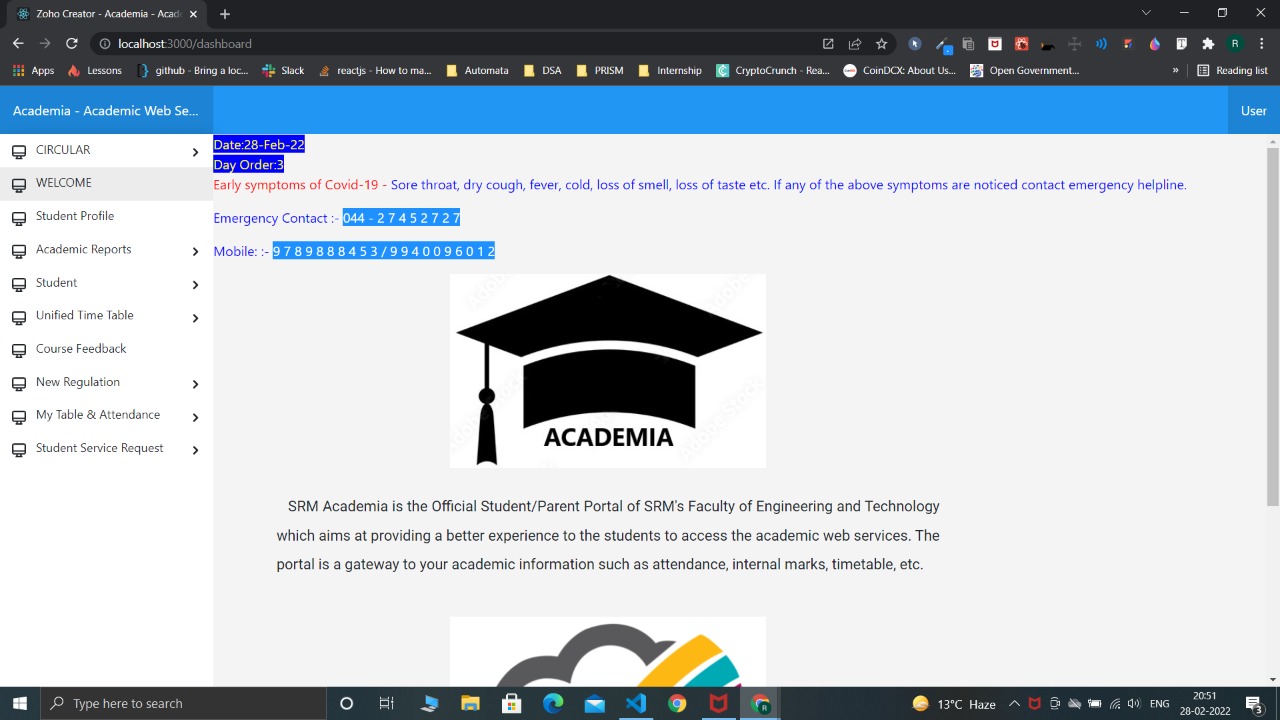 Zoho Creator - Academia - Acade
localhost:3000/dashboard
R
Apps
Lessons
github - Bring a loc...
Slack
reactjs - How to ma...
Automata
DSA
PRISM
Internship
CryptoCrunch - Rea...
CoinDCX: About Us...
Open Government...
»
Reading list
Academia - Academic Web Se...
User
CIRCULAR
WELCOME
Student Profile
Academic Reports
Student
Unified Time Table
Course Feedback
New Regulation
My Table & Attendance
Student Service Request
Date:28-Feb-22
Day Order:3
Early symptoms of Covid-19 - Sore throat, dry cough, fever, cold, loss of smell, loss of taste etc. If any of the above symptoms are noticed contact emergency helpline.
Emergency Contact :- 044 - 2 7 4 5 2 7 2 7
Mobile: :- 9 7 8 9 8 8 8 4 5 3 / 9 9 4 0 0 9 6 0 1 2
ACADEMIA
SRM Academia is the Official Student/Parent Portal of SRM's Faculty of Engineering and Technology
which aims at providing a better experience to the students to access the academic web services. The
portal is a gateway to your academic information such as attendance, internal marks, timetable, etc.
Type here to search
13°C Haze
ENG
20:51
28-02-2022
3